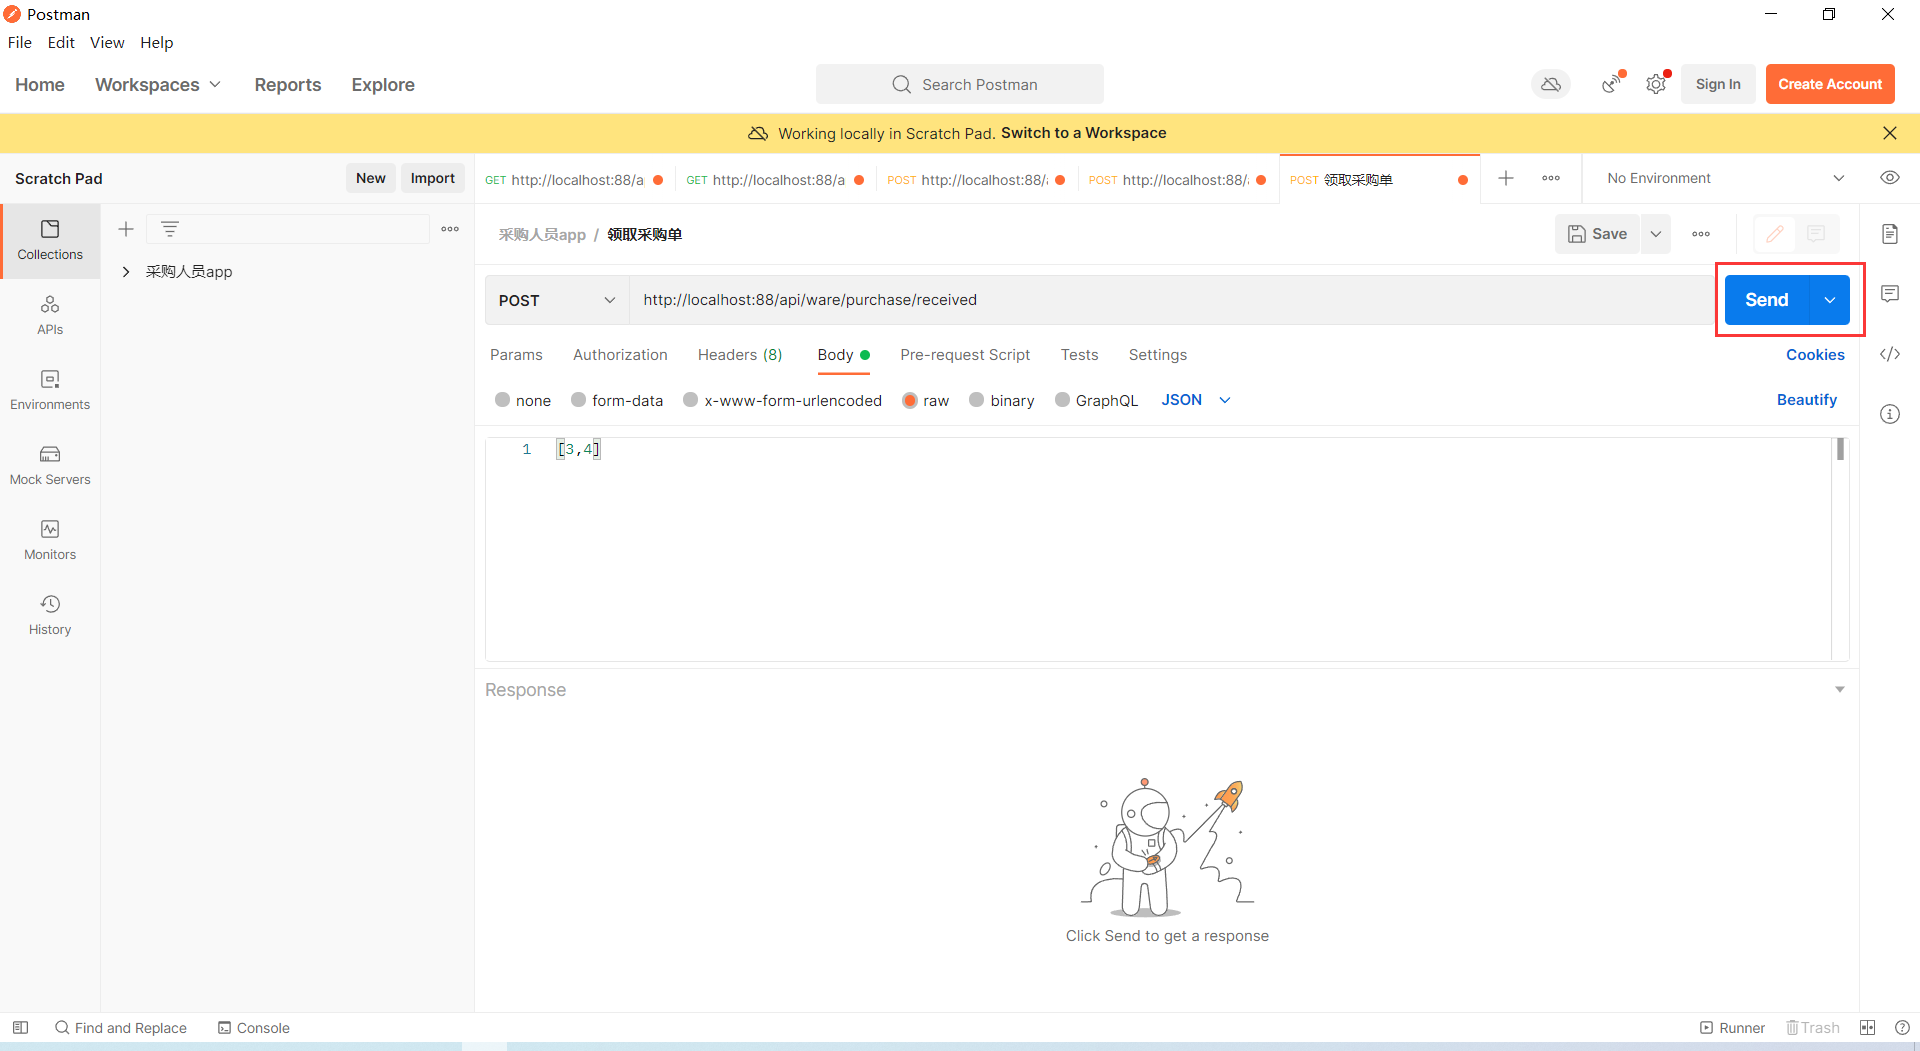 Postman
File Edit View Help
Home Workspaces Reports Explore
Search Postman
Sign In
Create Account
Working locally in Scratch Pad. Switch to a Workspace
Scratch Pad
New
Import
GET http://localhost:88/a
GET http://localhost:88/a
POST http://localhost:88/
POST http://localhost:88/
POST 领取采购单
No Environment
采购人员app / 领取采购单
Save
Collections
采购人员app
APIs
Environments
Mock Servers
Monitors
History
POST
http://localhost:88/api/ware/purchase/received
Send
Params Authorization Headers (8) Body Pre-request Script Tests Settings
Cookies
none form-data x-www-form-urlencoded raw binary GraphQL JSON
Beautify
1 [3,4]
Response
Click Send to get a response
Find and Replace
Console
Runner
Trash